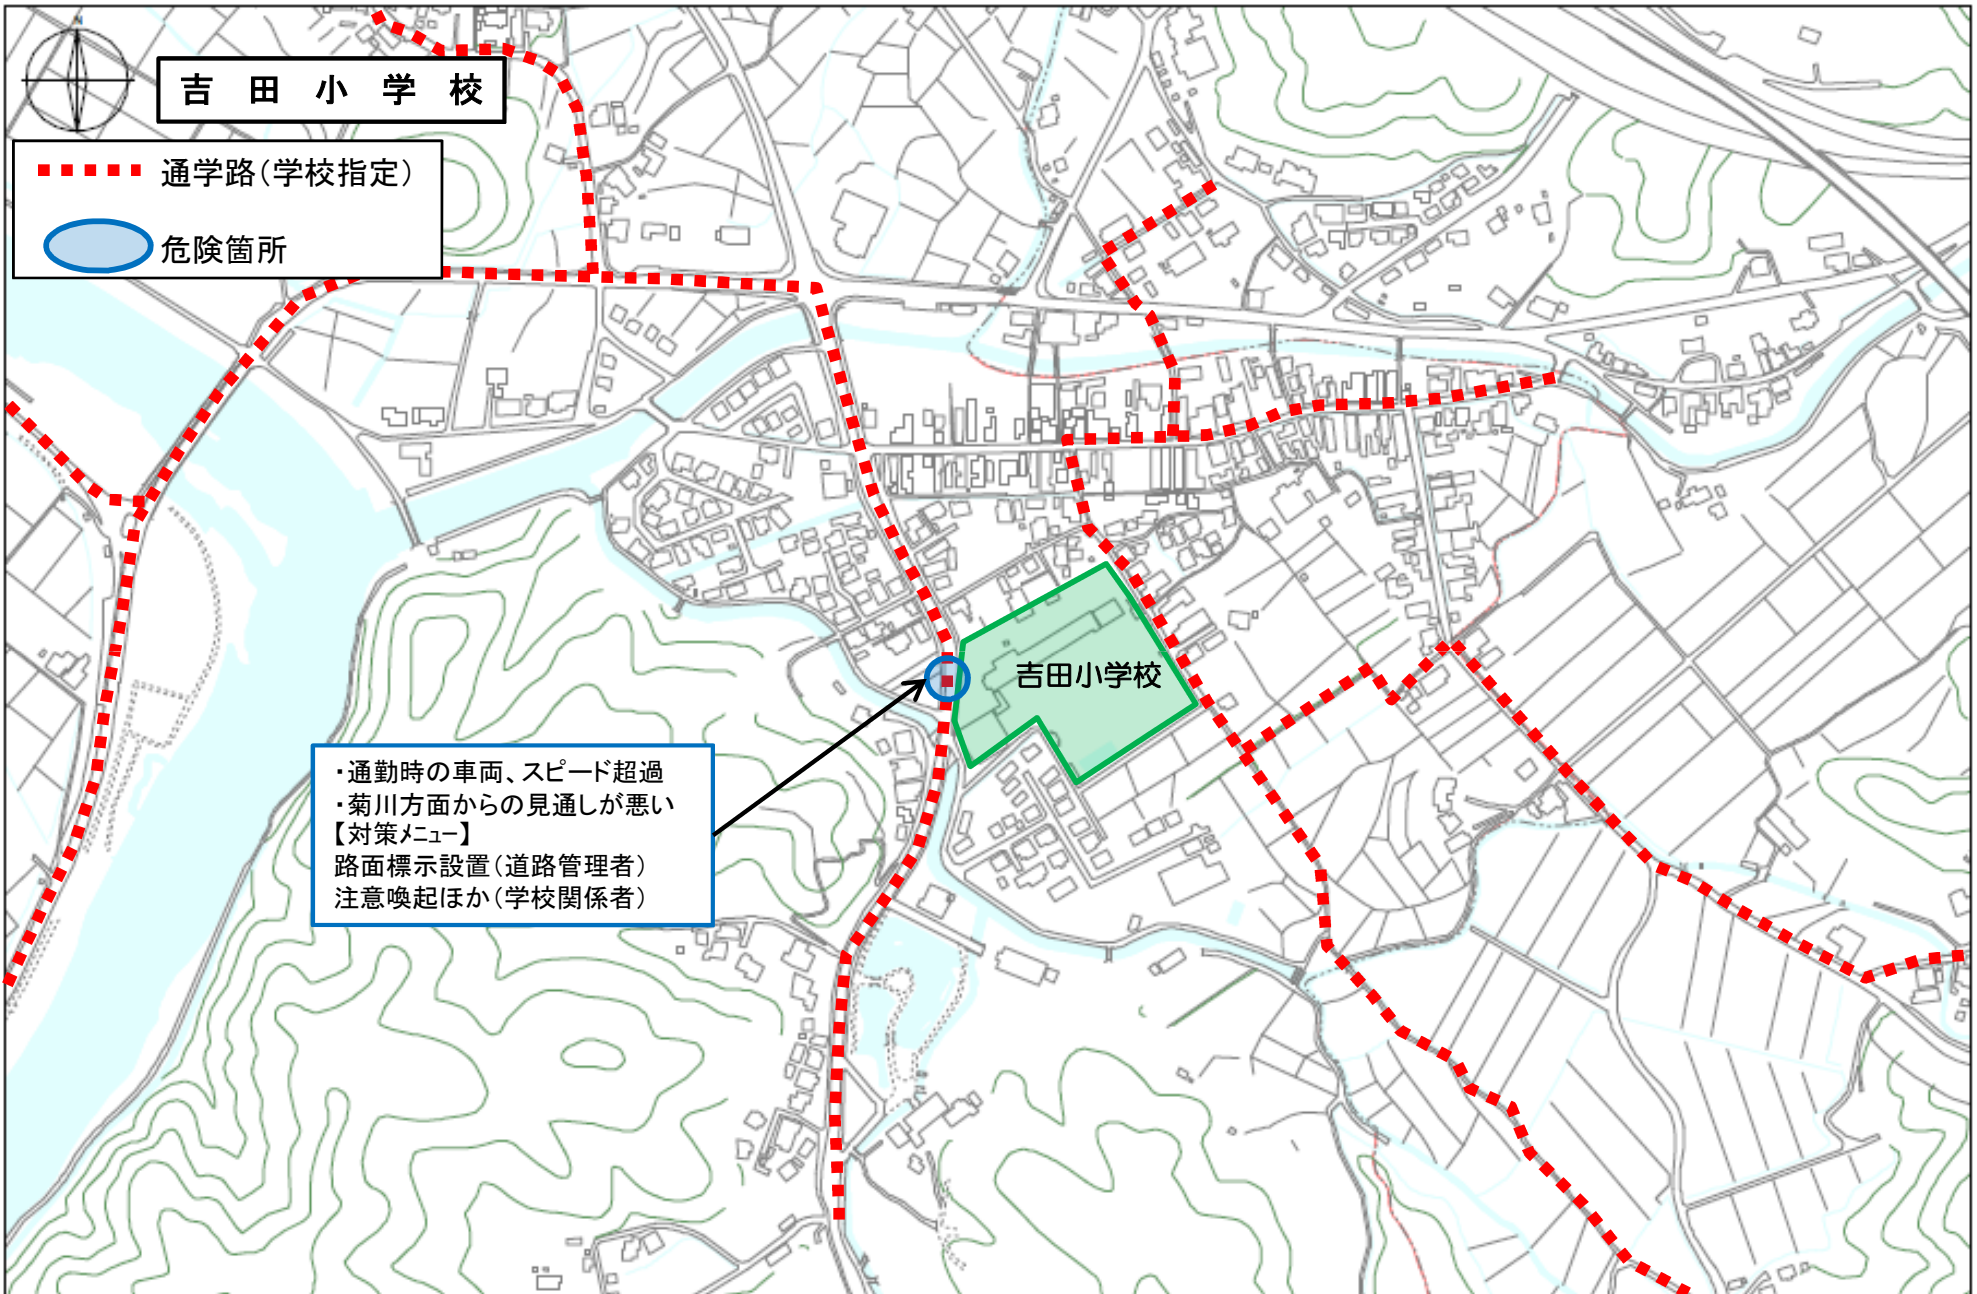 吉田小学校
通学路(学校指定)
危険箇所
吉田小学校
・通勤時の車両、スピード超過
・菊川方面からの見通しが悪い
【対策メニュー】
路面標示設置(道路管理者)
注意喚起ほか(学校関係者)